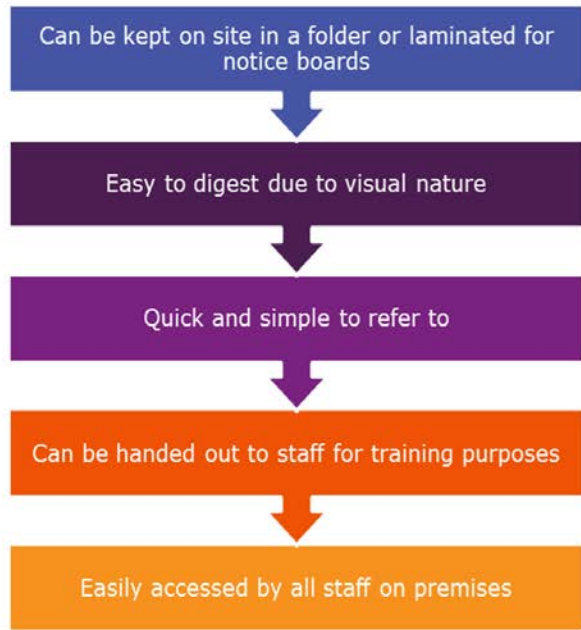 Can be kept on site in a folder or laminated for
notice boards
Easy to digest due to visual nature
Quick and simple to refer to
Can be handed out to staff for training purposes
Easily accessed by all staff on premises